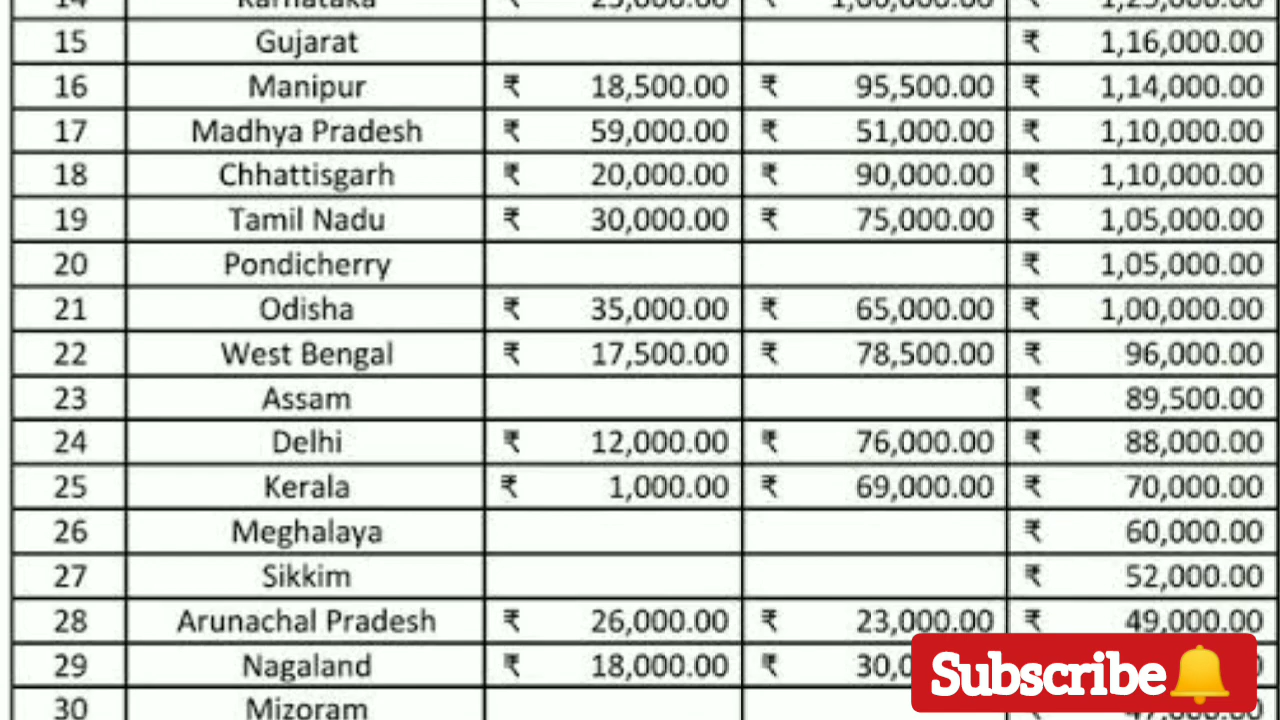 14 Karnataka ₹ 25,000.00 ₹ 1,00,000.00 ₹ 1,25,000.00
15 Gujarat ₹ 1,16,000.00
16 Manipur ₹ 18,500.00 ₹ 95,500.00 ₹ 1,14,000.00
17 Madhya Pradesh ₹ 59,000.00 ₹ 51,000.00 ₹ 1,10,000.00
18 Chhattisgarh ₹ 20,000.00 ₹ 90,000.00 ₹ 1,10,000.00
19 Tamil Nadu ₹ 30,000.00 ₹ 75,000.00 ₹ 1,05,000.00
20 Pondicherry ₹ 1,05,000.00
21 Odisha ₹ 35,000.00 ₹ 65,000.00 ₹ 1,00,000.00
22 West Bengal ₹ 17,500.00 ₹ 78,500.00 ₹ 96,000.00
23 Assam ₹ 89,500.00
24 Delhi ₹ 12,000.00 ₹ 76,000.00 ₹ 88,000.00
25 Kerala ₹ 1,000.00 ₹ 69,000.00 ₹ 70,000.00
26 Meghalaya ₹ 60,000.00
27 Sikkim ₹ 52,000.00
28 Arunachal Pradesh ₹ 26,000.00 ₹ 23,000.00 ₹ 49,000.00
29 Nagaland ₹ 18,000.00 ₹
Subscribe
30 Mizoram